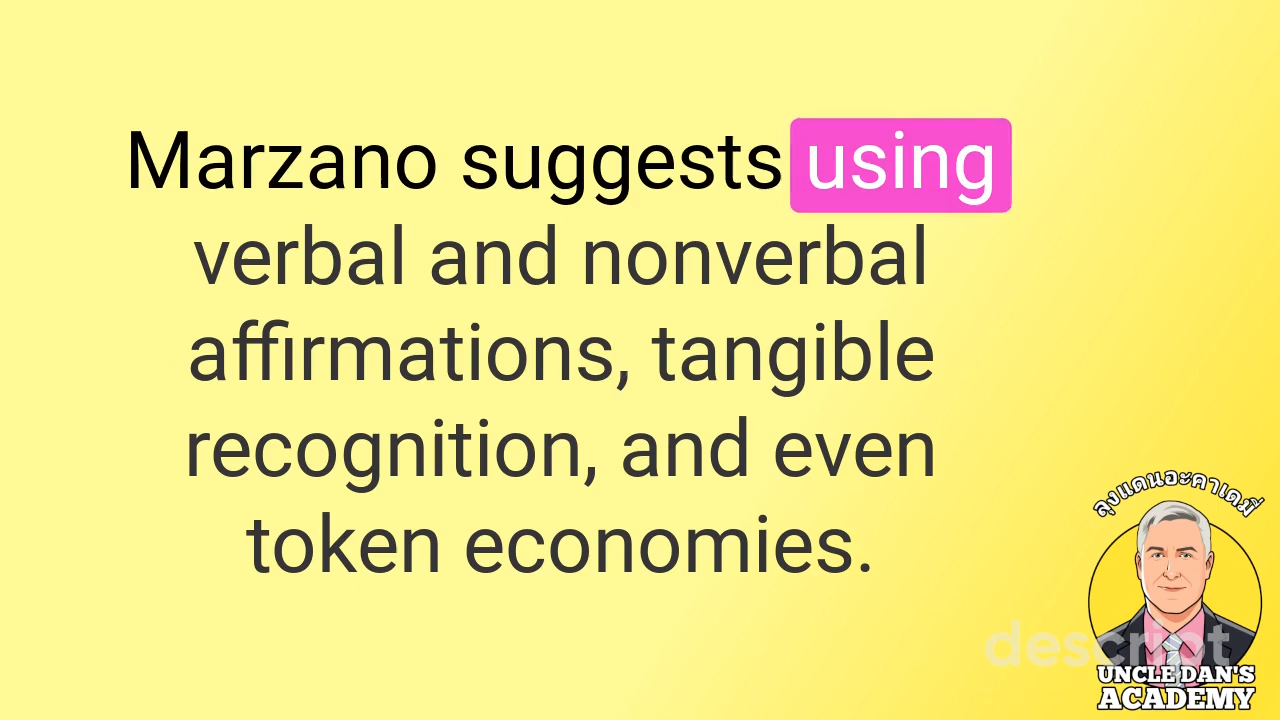 Marzano suggests using
verbal and nonverbal
affirmations, tangible
recognition, and even
token economies.
ลุงแดนอะคาเดมี่
descript
UNCLE DAN'S
ACADEMY